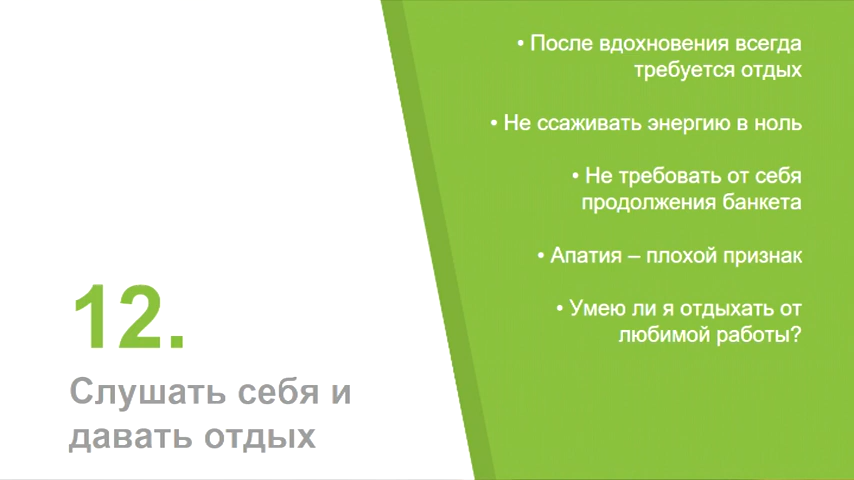 12.
Слушать себя и
давать отдых
• После вдохновения всегда
требуется отдых
• Не ссаживать энергию в ноль
• Не требовать от себя
продолжения банкета
• Апатия – плохой признак
• Умею ли я отдыхать от
любимой работы?